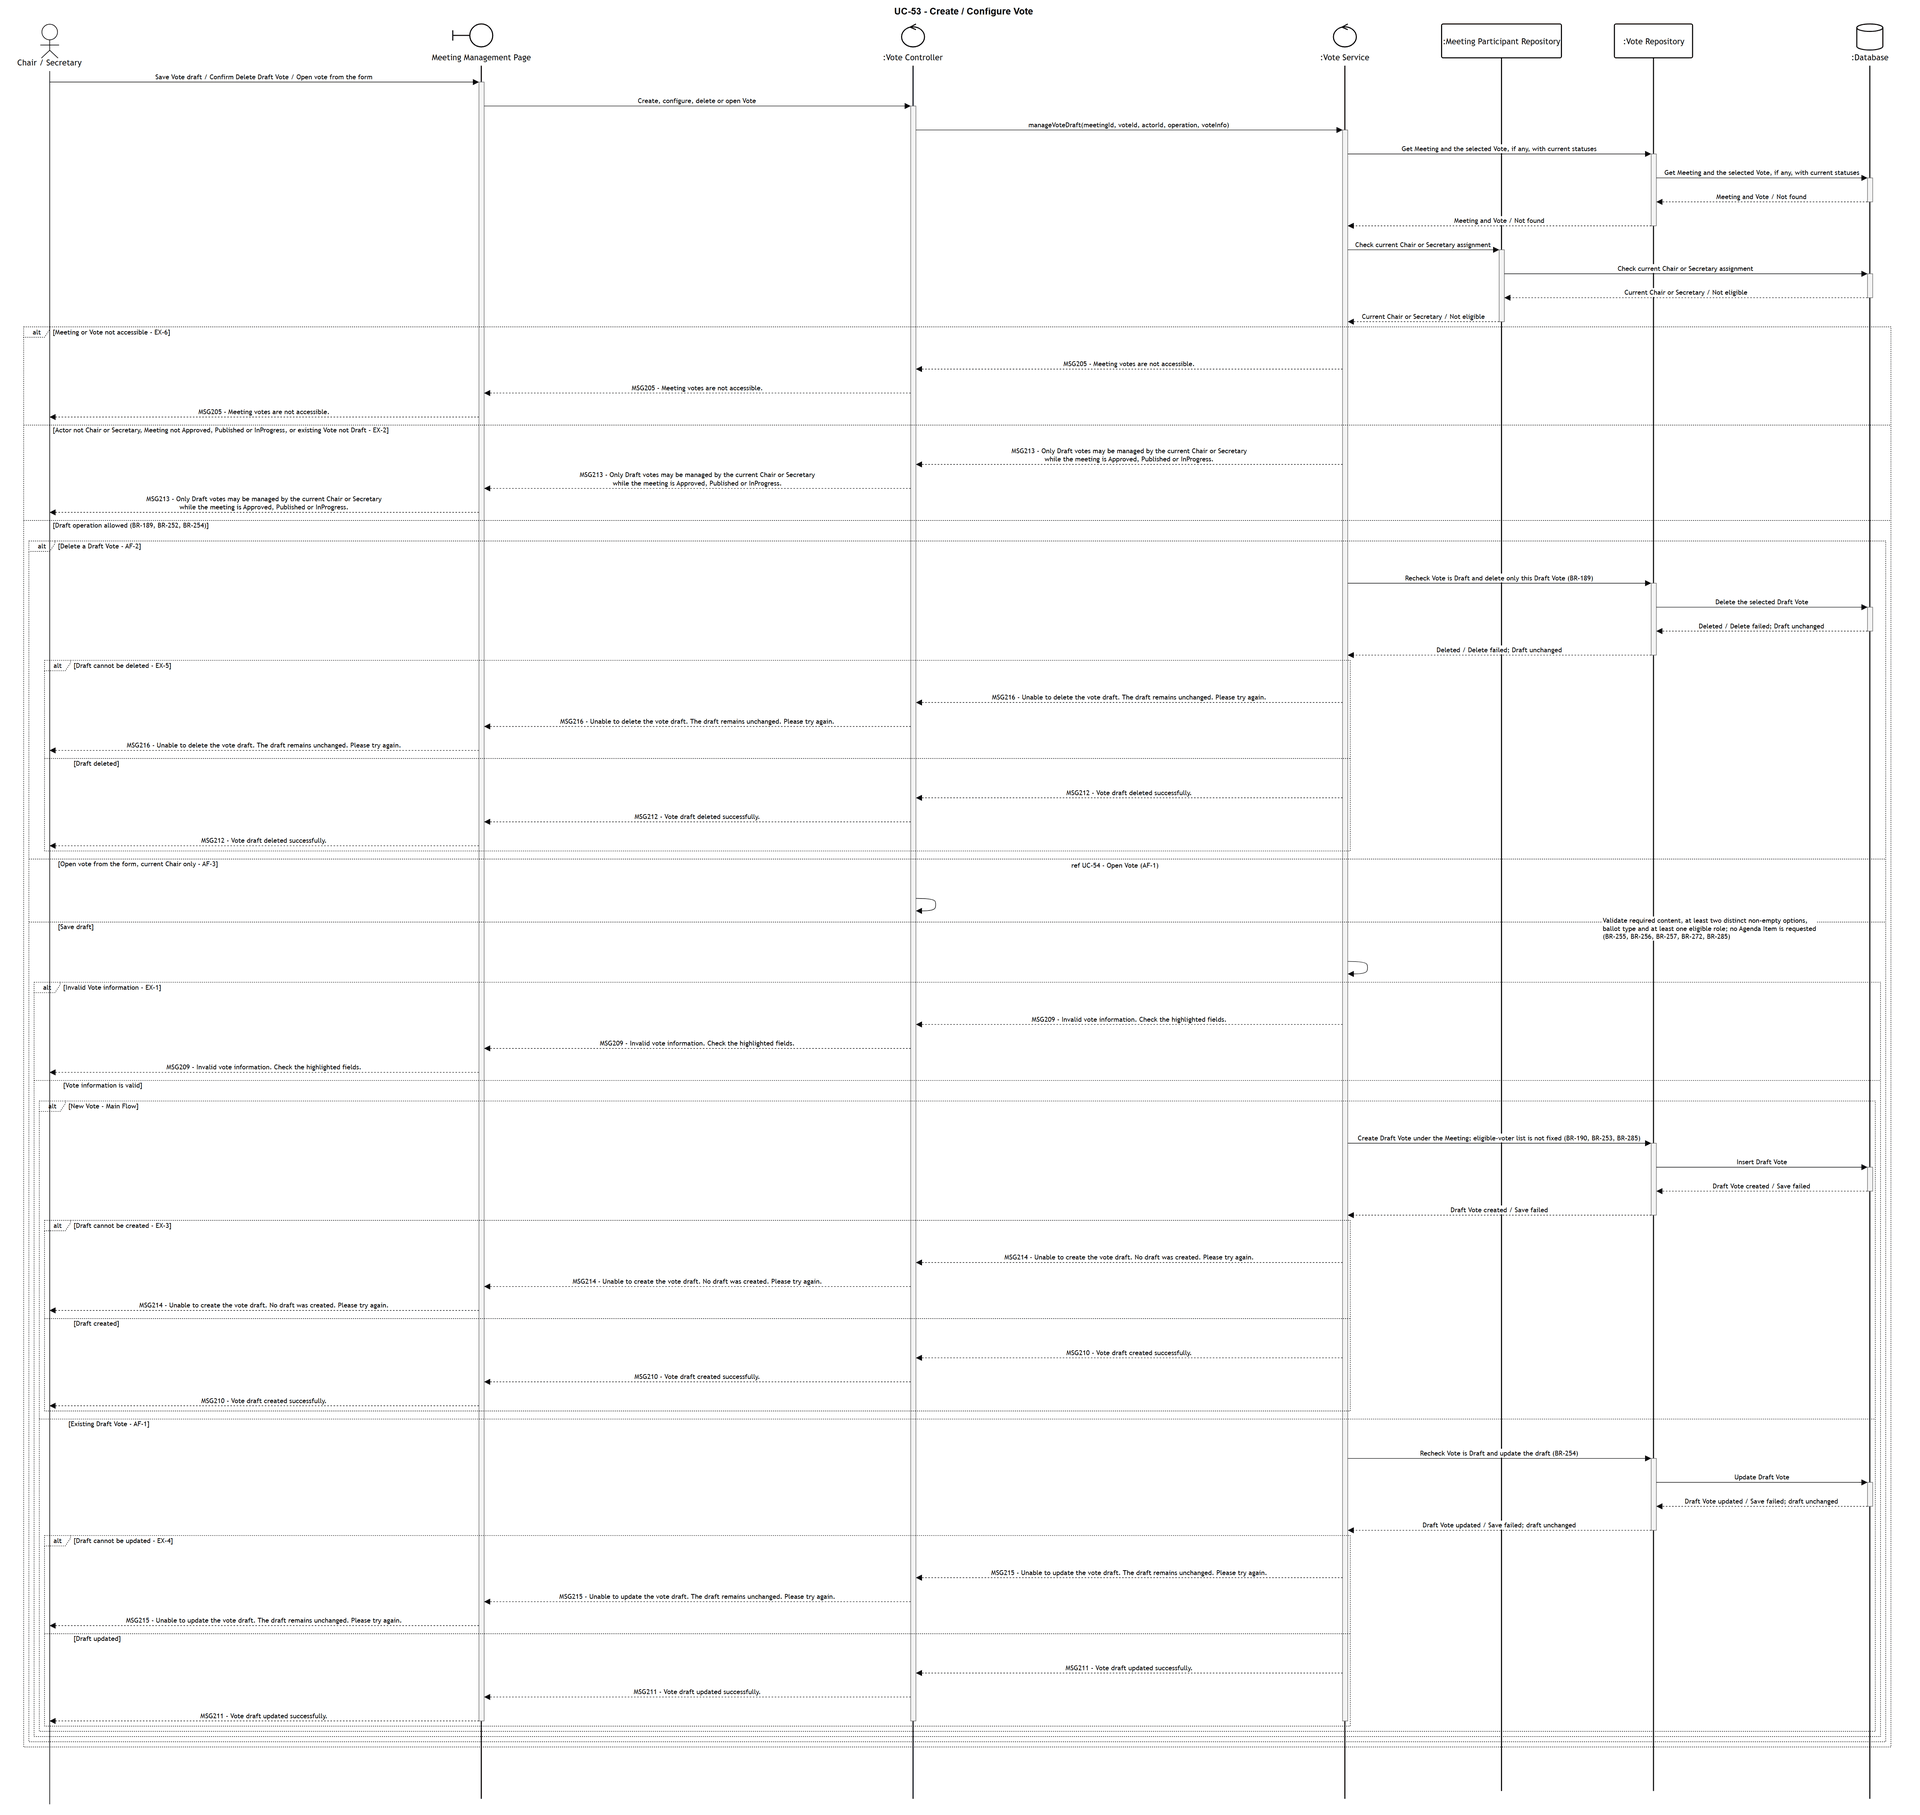 UC-53 - Create / Configure Vote
Chair / Secretary
Meeting Management Page
:Vote Controller
:Vote Service
:Meeting Participant Repository
:Vote Repository
:Database
Save Vote draft / Confirm Delete Draft Vote / Open vote from the form
Create, configure, delete or open Vote
manageVoteDraft(meetingId, voteId, actorId, operation, voteInfo)
Get Meeting and the selected Vote, if any, with current statuses
Get Meeting and the selected Vote, if any, with current statuses
Meeting and Vote / Not found
Meeting and Vote / Not found
Check current Chair or Secretary assignment
Check current Chair or Secretary assignment
Current Chair or Secretary / Not eligible
Current Chair or Secretary / Not eligible
alt
[Meeting or Vote not accessible - EX-6]
MSG205 - Meeting votes are not accessible.
MSG205 - Meeting votes are not accessible.
MSG205 - Meeting votes are not accessible.
[Actor not Chair or Secretary, Meeting not Approved, Published or InProgress, or existing Vote not Draft - EX-2]
MSG213 - Only Draft votes may be managed by the current Chair or Secretary
while the meeting is Approved, Published or InProgress.
MSG213 - Only Draft votes may be managed by the current Chair or Secretary
while the meeting is Approved, Published or InProgress.
MSG213 - Only Draft votes may be managed by the current Chair or Secretary
while the meeting is Approved, Published or InProgress.
[Draft operation allowed (BR-189, BR-252, BR-254)]
alt
[Delete a Draft Vote - AF-2]
Recheck Vote is Draft and delete only this Draft Vote (BR-189)
Delete the selected Draft Vote
Deleted / Delete failed; Draft unchanged
Deleted / Delete failed; Draft unchanged
alt
[Draft cannot be deleted - EX-5]
MSG216 - Unable to delete the vote draft. The draft remains unchanged. Please try again.
MSG216 - Unable to delete the vote draft. The draft remains unchanged. Please try again.
MSG216 - Unable to delete the vote draft. The draft remains unchanged. Please try again.
[Draft deleted]
MSG212 - Vote draft deleted successfully.
MSG212 - Vote draft deleted successfully.
MSG212 - Vote draft deleted successfully.
[Open vote from the form, current Chair only - AF-3]
ref UC-54 - Open Vote (AF-1)
[Save draft]
Validate required content, at least two distinct non-empty options,
ballot type and at least one eligible role; no Agenda Item is requested
(BR-255, BR-256, BR-257, BR-272, BR-285)
alt
[Invalid Vote information - EX-1]
MSG209 - Invalid vote information. Check the highlighted fields.
MSG209 - Invalid vote information. Check the highlighted fields.
MSG209 - Invalid vote information. Check the highlighted fields.
[Vote information is valid]
alt
[New Vote - Main Flow]
Create Draft Vote under the Meeting; eligible-voter list is not fixed (BR-190, BR-253, BR-285)
Insert Draft Vote
Draft Vote created / Save failed
Draft Vote created / Save failed
alt
[Draft cannot be created - EX-3]
MSG214 - Unable to create the vote draft. No draft was created. Please try again.
MSG214 - Unable to create the vote draft. No draft was created. Please try again.
MSG214 - Unable to create the vote draft. No draft was created. Please try again.
[Draft created]
MSG210 - Vote draft created successfully.
MSG210 - Vote draft created successfully.
MSG210 - Vote draft created successfully.
[Existing Draft Vote - AF-1]
Recheck Vote is Draft and update the draft (BR-254)
Update Draft Vote
Draft Vote updated / Save failed; draft unchanged
Draft Vote updated / Save failed; draft unchanged
alt
[Draft cannot be updated - EX-4]
MSG215 - Unable to update the vote draft. The draft remains unchanged. Please try again.
MSG215 - Unable to update the vote draft. The draft remains unchanged. Please try again.
MSG215 - Unable to update the vote draft. The draft remains unchanged. Please try again.
[Draft updated]
MSG211 - Vote draft updated successfully.
MSG211 - Vote draft updated successfully.
MSG211 - Vote draft updated successfully.